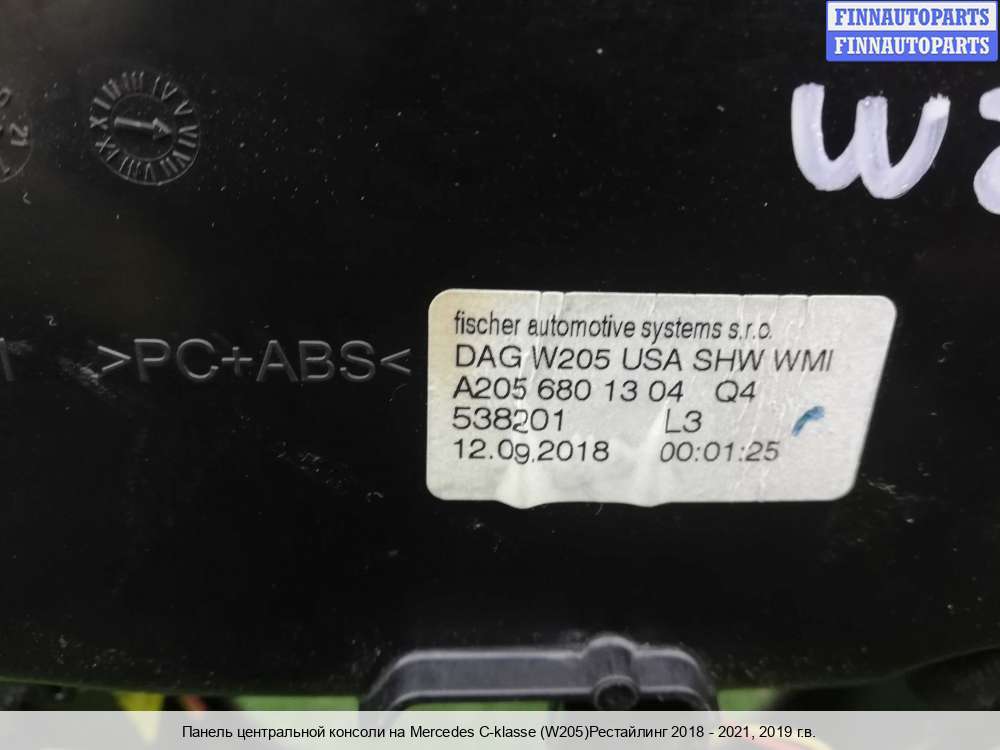 FINNAUTOPARTS
FINNAUTOPARTS
W
21
>PC+ABS<
fischer automotive systems s.r.o.
DAG W205 USA SHW WMI
A205 680 13 04 Q4
538201 L3
12.09.2018 00:01:25
Панель центральной консоли на Mercedes C-klasse (W205)Рестайлинг 2018 - 2021, 2019 г.в.